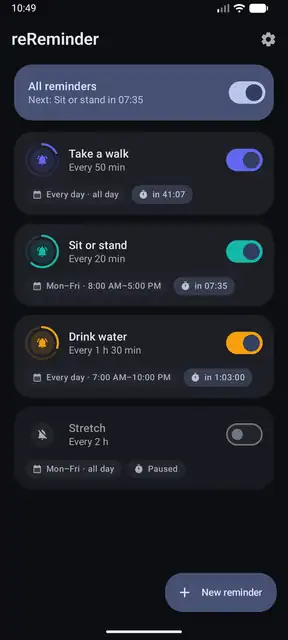 10:49
reReminder
All reminders
Next: Sit or stand in 07:35
Take a walk
Every 50 min
Every day · all day
in 41:07
Sit or stand
Every 20 min
Mon–Fri · 8:00 AM–5:00 PM
in 07:35
Drink water
Every 1 h 30 min
Every day · 7:00 AM–10:00 PM
in 1:03:00
Stretch
Every 2 h
Mon–Fri · all day
Paused
New reminder